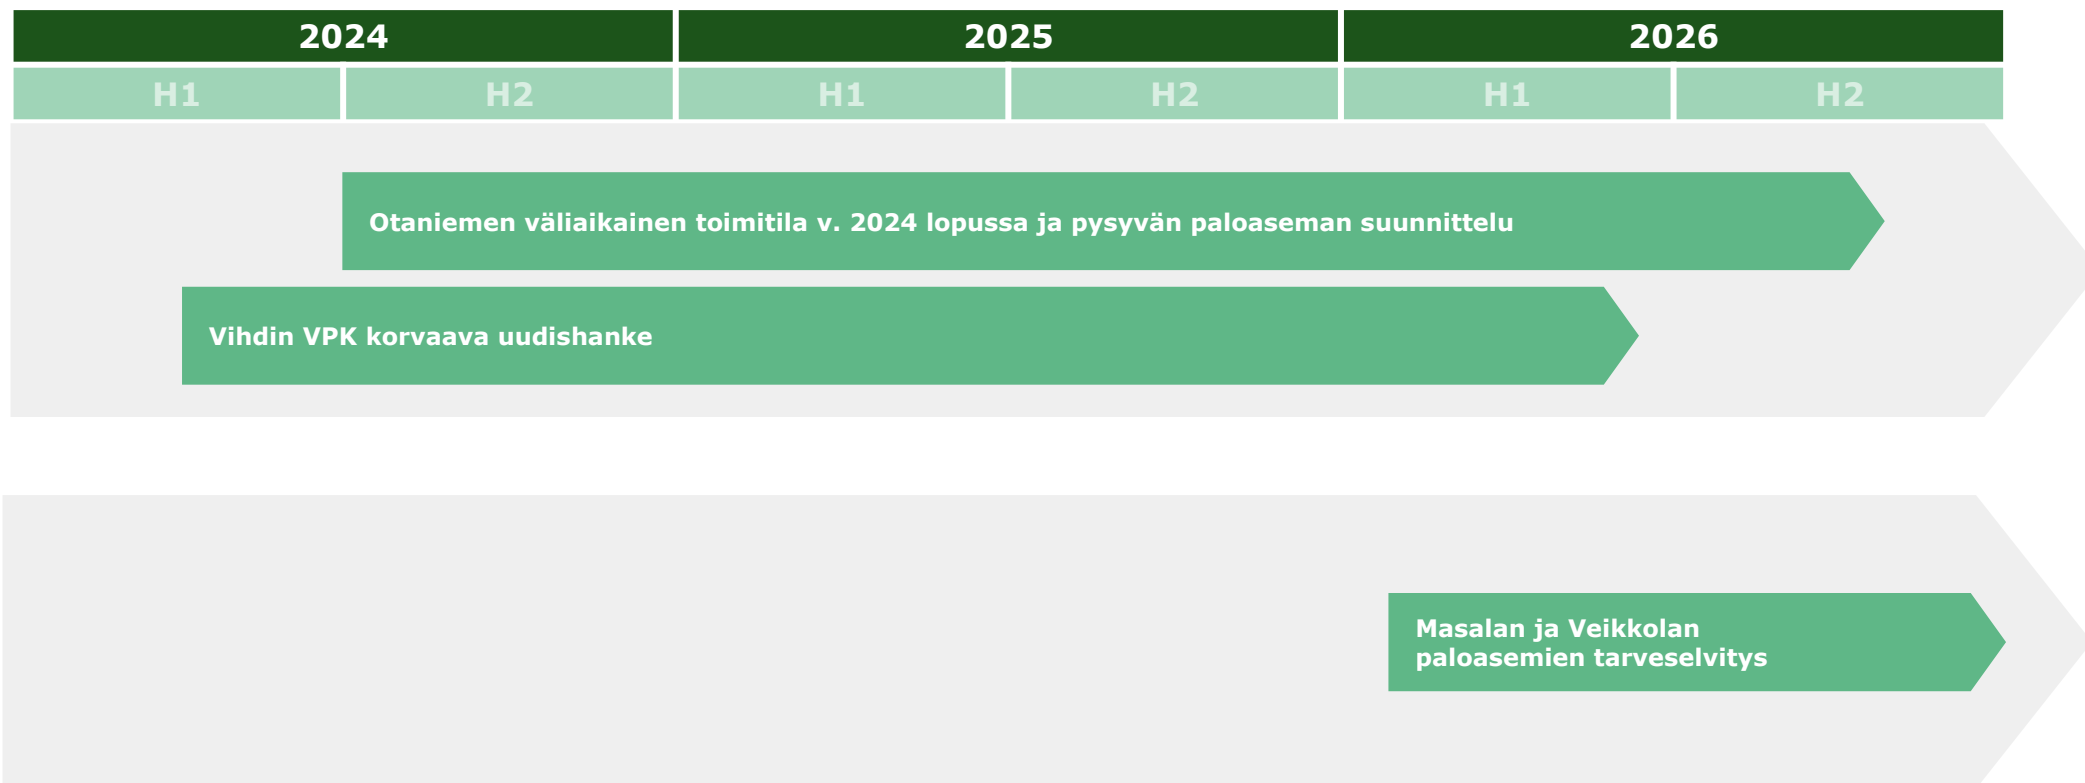 2024 2025 2026
H1 H2 H1 H2 H1 H2
Otaniemen väliaikainen toimitila v. 2024 lopussa ja pysyvän paloaseman suunnittelu
Vihdin VPK korvaava uudishanke
Masalan ja Veikkolan
paloasemien tarveselvitys